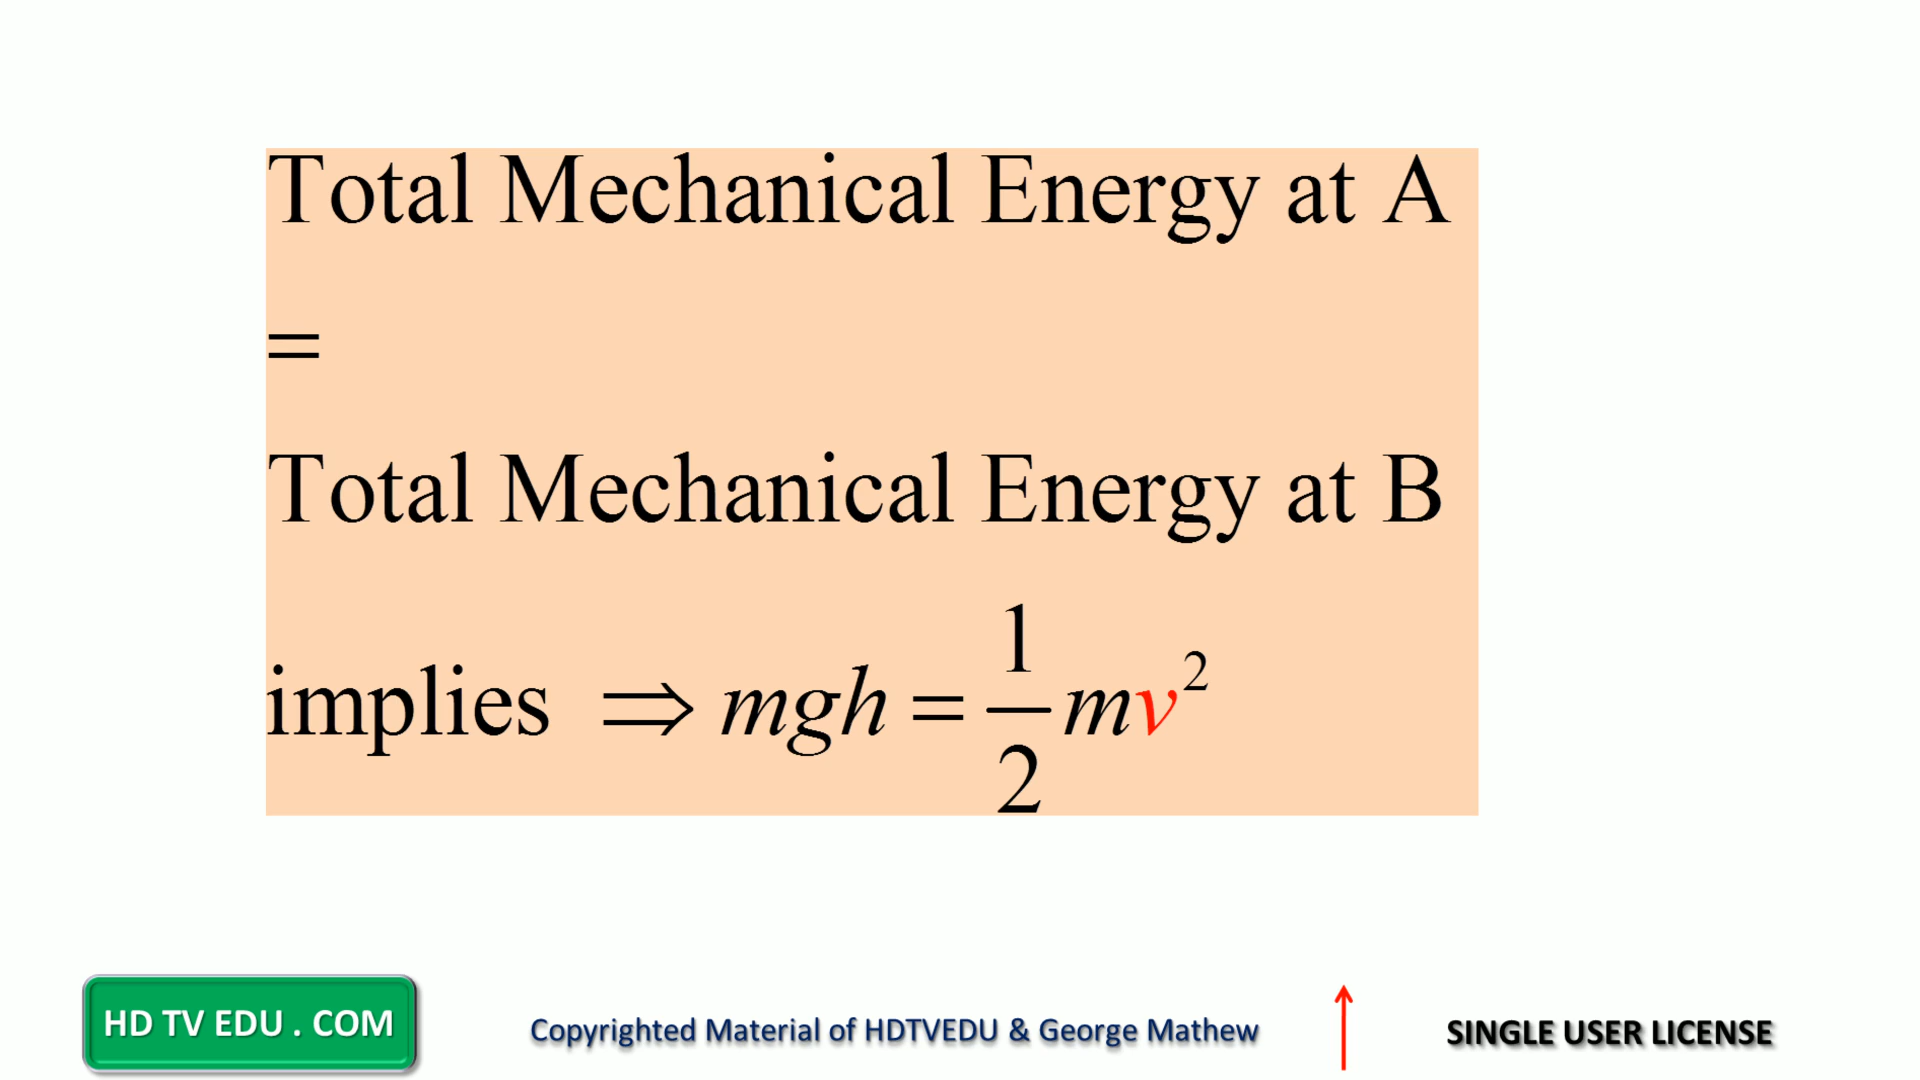 Total Mechanical Energy at A
=
Total Mechanical Energy at B
implies ⇒ mgh = 1/2 mv²
HD TV EDU . COM
Copyrighted Material of HDTVEDU & George Mathew
SINGLE USER LICENSE